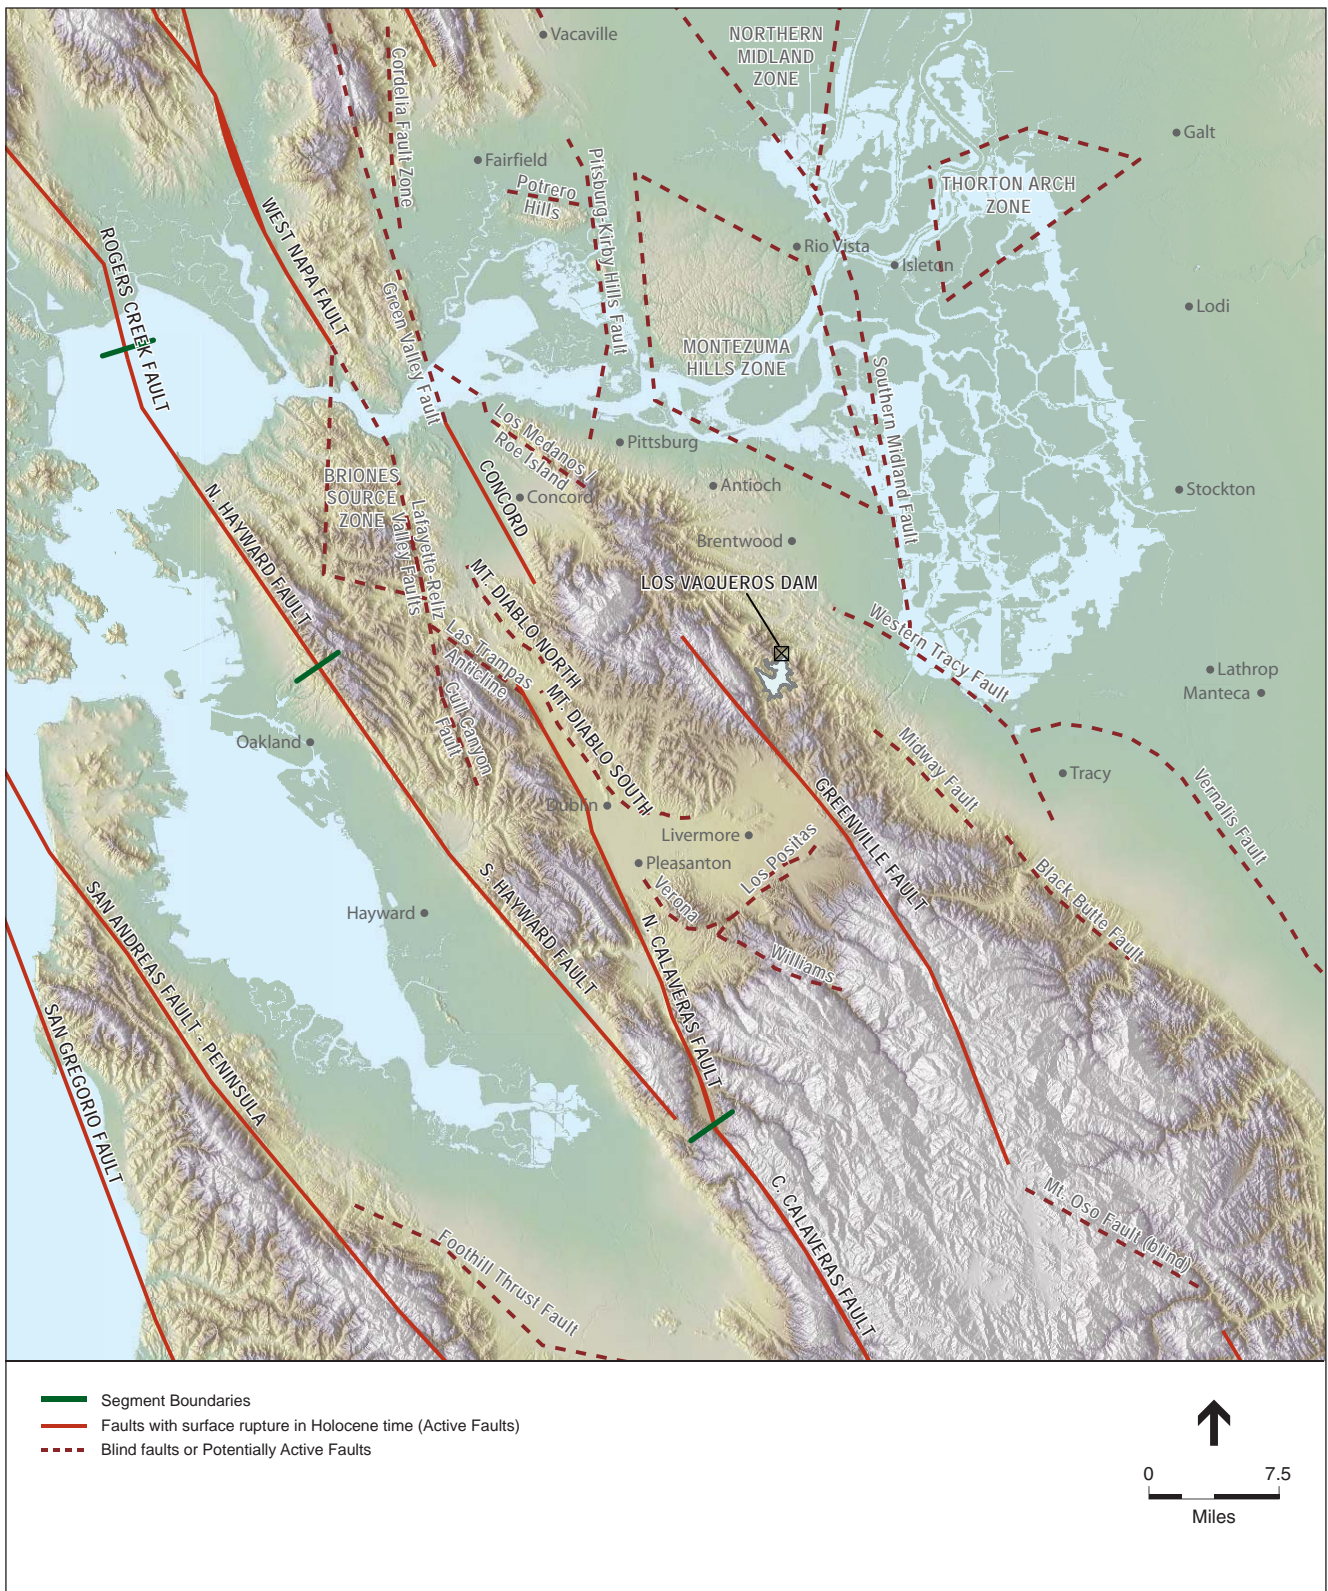 Vacaville
NORTHERN
MIDLAND
ZONE
Cordelia Fault Zone
Galt
Fairfield
Pitsburg-Kirby Hills Fault
Potrero
Hills
THORTON ARCH
ZONE
WEST NAPA FAULT
ROGERS CREEK FAULT
Rio Vista
Isleton
Green Valley Fault
Lodi
MONTEZUMA
HILLS ZONE
Southern Midland Fault
Los Medanos /
Roe Island
Pittsburg
CONCORD
BRIONES
SOURCE
ZONE
Concord
Antioch
Stockton
N. HAYWARD FAULT
Lafayette-Reliz
Valley Faults
Brentwood
MT. DIABLO NORTH
LOS VAQUEROS DAM
Western Tracy Fault
Las Trampas
Anticline
Lathrop
Manteca
Cull Canyon
Fault
MT. DIABLO SOUTH
Oakland
Midway Fault
Tracy
Vernalis Fault
GREENVILLE FAULT
Dublin
Livermore
Los Positas
Pleasanton
Verona
Black Butte Fault
S. HAYWARD FAULT
SAN ANDREAS FAULT - PENINSULA
Hayward
N. CALAVERAS FAULT
Williams
SAN GREGORIO FAULT
C. CALAVERAS FAULT
Mt. Oso Fault (blind)
Foothill Thrust Fault
Segment Boundaries
Faults with surface rupture in Holocene time (Active Faults)
Blind faults or Potentially Active Faults
0 7.5
Miles